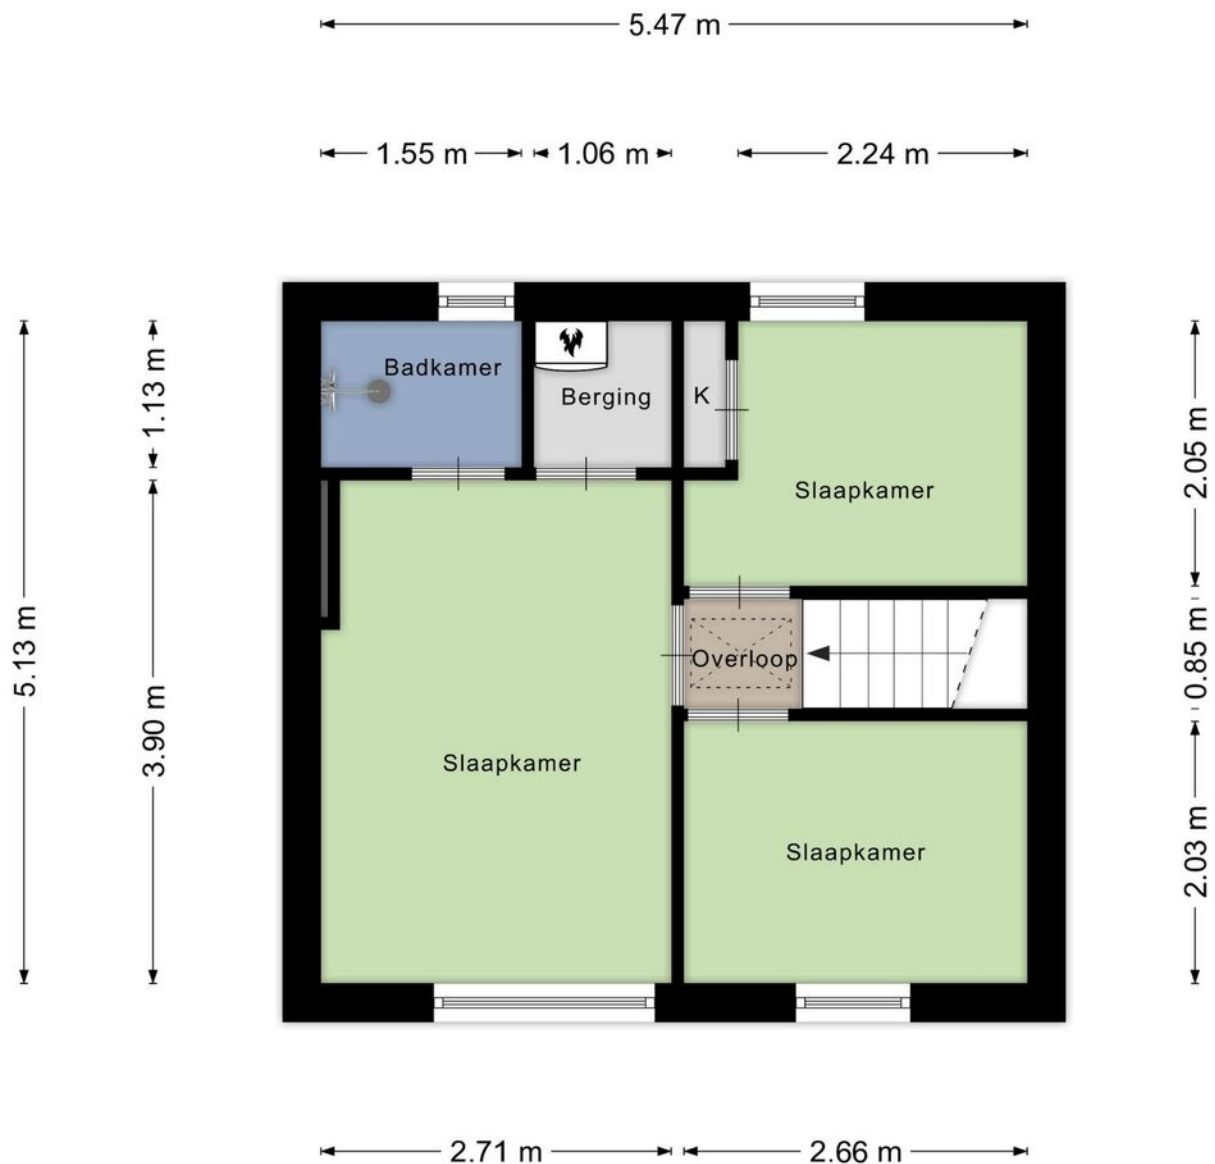 5.47 m
1.55 m
1.06 m
2.24 m
Badkamer
Berging
K
Slaapkamer
1.13 m
2.05 m
5.13 m
3.90 m
Overloop
0.85 m
Slaapkamer
Slaapkamer
2.03 m
2.71 m
2.66 m